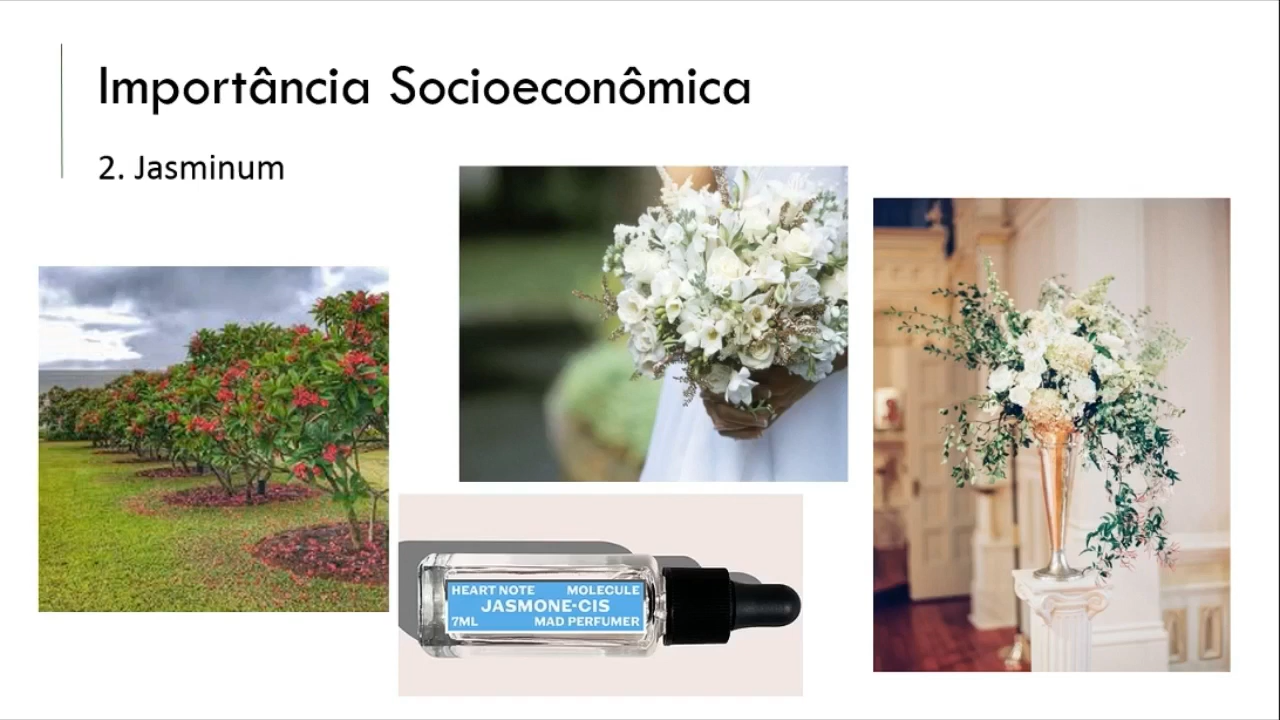 Importância Socioeconômica
2. Jasminum
HEART NOTE MOLECULE
JASMONE-CIS
7ML MAD PERFUMER